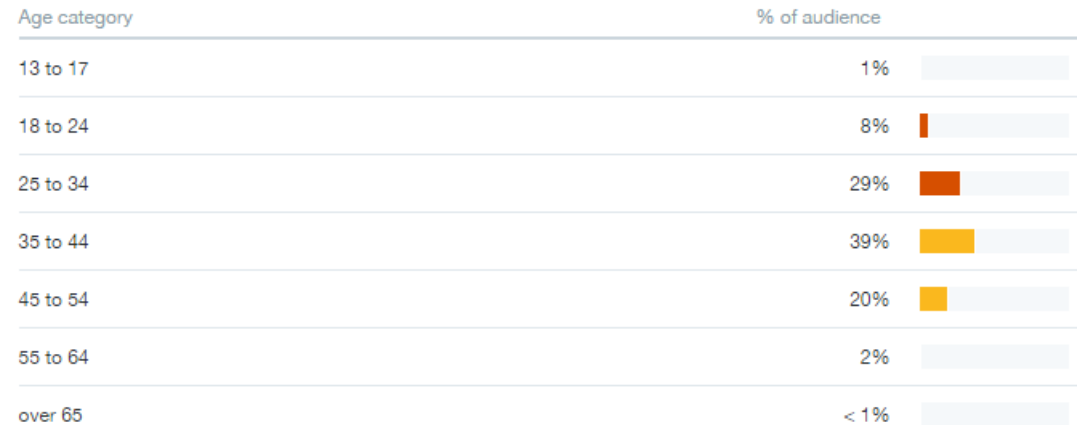 Age category % of audience
13 to 17 1%
18 to 24 8%
25 to 34 29%
35 to 44 39%
45 to 54 20%
55 to 64 2%
over 65 < 1%